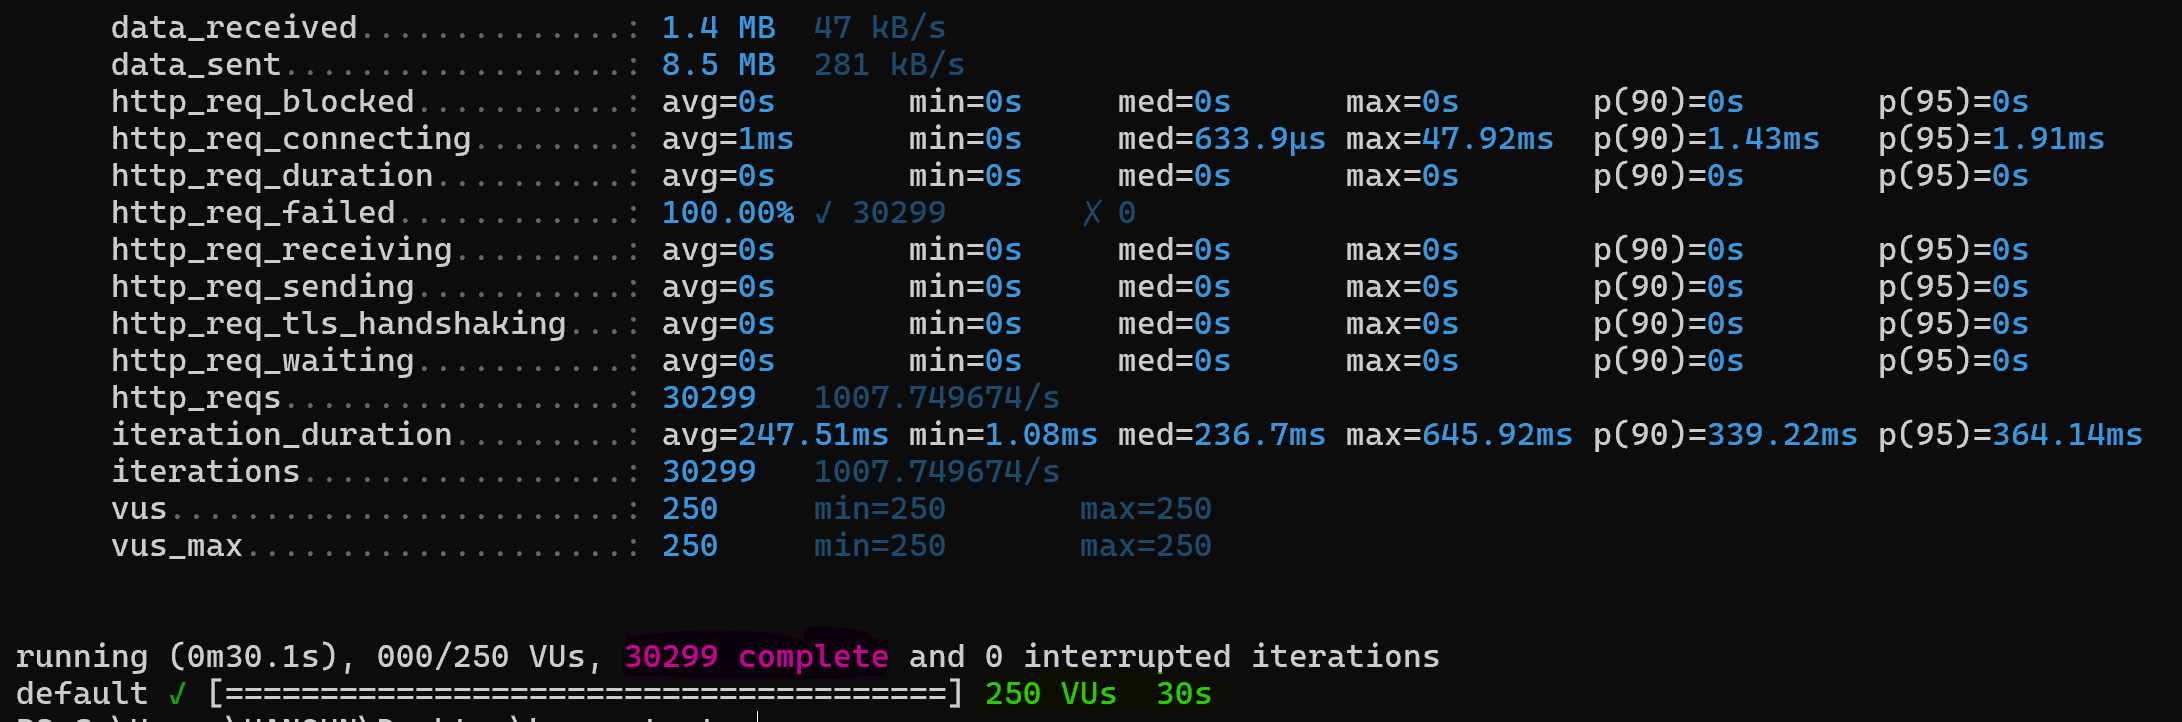 data_received..............: 1.4 MB 47 kB/s
data_sent..................: 8.5 MB 281 kB/s
http_req_blocked...........: avg=0s min=0s med=0s max=0s p(90)=0s p(95)=0s
http_req_connecting........: avg=1ms min=0s med=633.9µs max=47.92ms p(90)=1.43ms p(95)=1.91ms
http_req_duration..........: avg=0s min=0s med=0s max=0s p(90)=0s p(95)=0s
http_req_failed............: 100.00% ✓ 30299 ✗ 0
http_req_receiving.........: avg=0s min=0s med=0s max=0s p(90)=0s p(95)=0s
http_req_sending...........: avg=0s min=0s med=0s max=0s p(90)=0s p(95)=0s
http_req_tls_handshaking...: avg=0s min=0s med=0s max=0s p(90)=0s p(95)=0s
http_req_waiting...........: avg=0s min=0s med=0s max=0s p(90)=0s p(95)=0s
http_reqs..................: 30299 1007.749674/s
iteration_duration.........: avg=247.51ms min=1.08ms med=236.7ms max=645.92ms p(90)=339.22ms p(95)=364.14ms
iterations.................: 30299 1007.749674/s
vus........................: 250 min=250 max=250
vus_max....................: 250 min=250 max=250
running (0m30.1s), 000/250 VUs, 30299 complete and 0 interrupted iterations
default ✓ [======================================] 250 VUs 30s